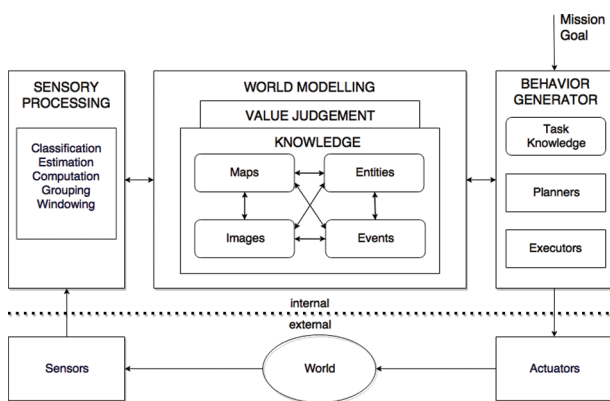 Mission
Goal
SENSORY
PROCESSING
Classification
Estimation
Computation
Grouping
Windowing
WORLD MODELLING
VALUE JUDGEMENT
KNOWLEDGE
Maps
Entities
Images
Events
BEHAVIOR
GENERATOR
Task
Knowledge
Planners
Executors
internal
external
Sensors
World
Actuators